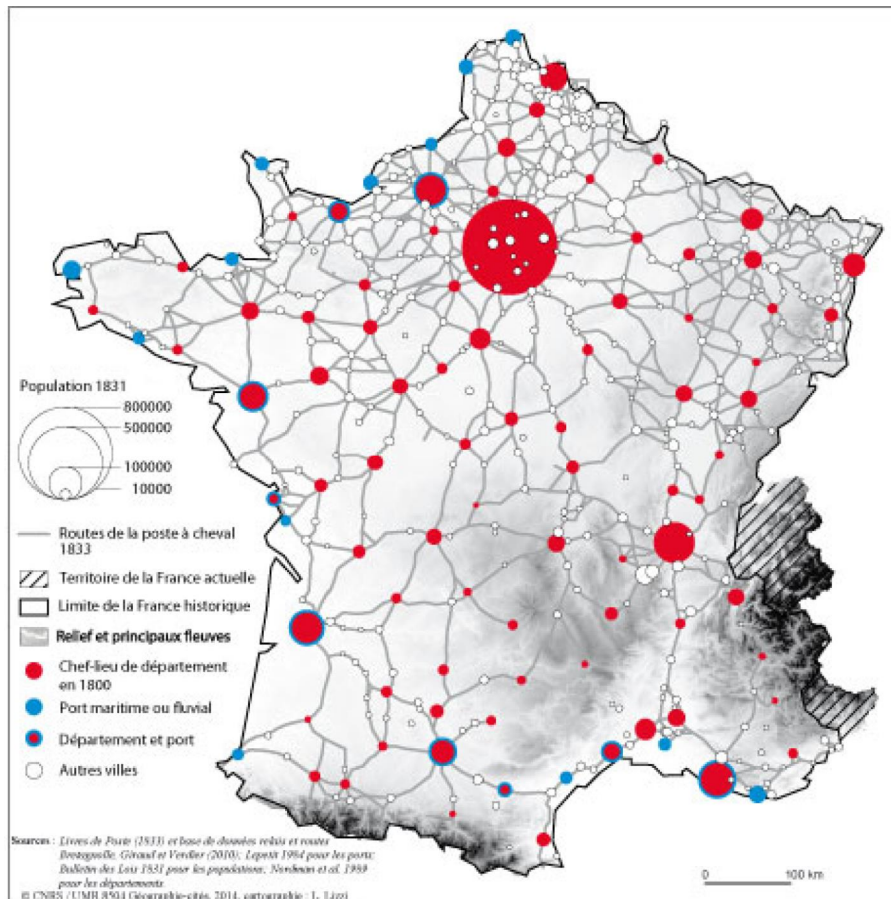 Population 1831
800000
500000
100000
10000
Routes de la poste à cheval
1833
Territoire de la France actuelle
Limite de la France historique
Relief et principaux fleuves
Chef-lieu de département
en 1800
Port maritime ou fluvial
Département et port
Autres villes
Sources : Livres de Poste (1833) et base de données relais et routes
Bretagnolle, Giraud et Verdier (2010); Lepetit 1984 pour les ports;
Bulletin des Lois 1831 pour les populations; Nordman et al. 1989
pour les départements
© CNRS / UMR 8504 Géographie-cités, 2014, cartographie : L. Lizzi
0 100 km